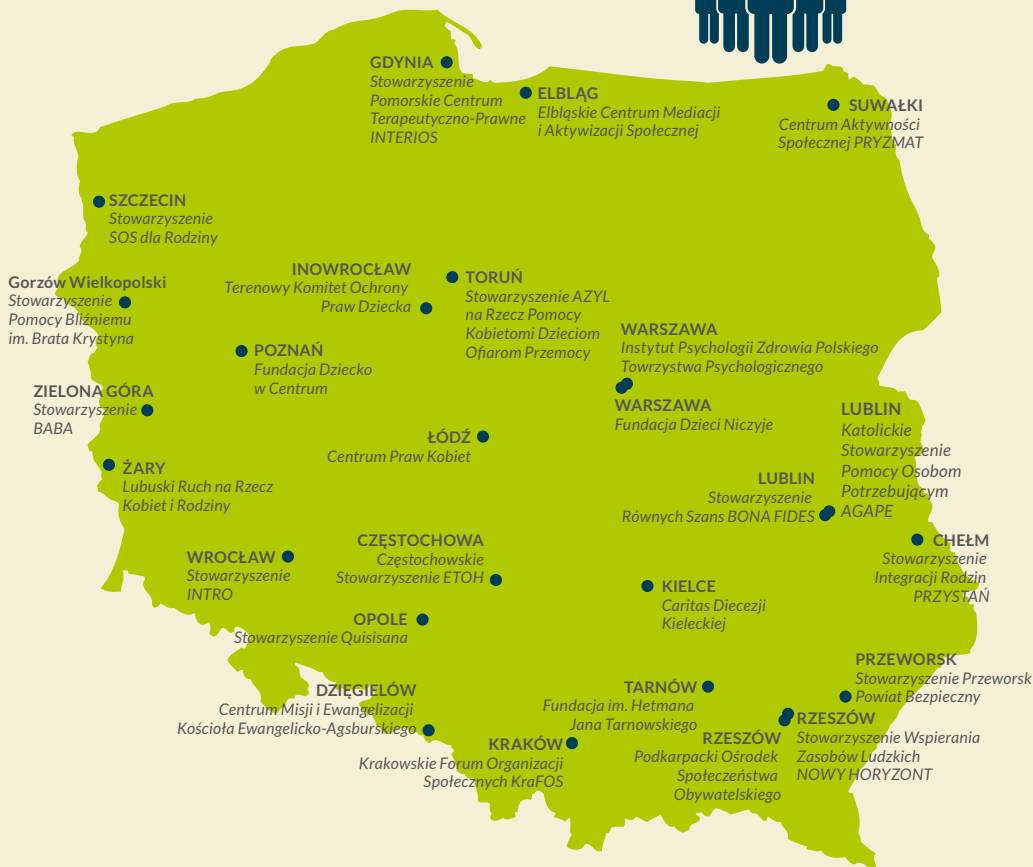 GDYNIA
Stowarzyszenie
Pomorskie Centrum
Terapeutyczno-Prawne
INTERIOS
ELBLĄG
Elbląskie Centrum Mediacji
i Aktywizacji Społecznej
SUWAŁKI
Centrum Aktywności
Społecznej PRYZMAT
SZCZECIN
Stowarzyszenie
SOS dla Rodziny
Gorzów Wielkopolski
Stowarzyszenie
Pomocy Bliźniemu
im. Brata Krystyna
INOWROCŁAW
Terenowy Komitet Ochrony
Praw Dziecka
TORUŃ
Stowarzyszenie AZYL
na Rzecz Pomocy
Kobietomi Dzieciom
Ofiarom Przemocy
WARSZAWA
Instytut Psychologii Zdrowia Polskiego
Towrzystwa Psychologicznego
POZNAŃ
Fundacja Dziecko
w Centrum
ZIELONA GÓRA
Stowarzyszenie
BABA
WARSZAWA
Fundacja Dzieci Niczyje
LUBLIN
Katolickie
Stowarzyszenie
Pomocy Osobom
Potrzebującym
AGAPE
ŁÓDŹ
Centrum Praw Kobiet
ŻARY
Lubuski Ruch na Rzecz
Kobiet i Rodziny
LUBLIN
Stowarzyszenie
Równych Szans BONA FIDES
CHEŁM
Stowarzyszenie
Integracji Rodzin
PRZYSTAŃ
WROCŁAW
Stowarzyszenie
INTRO
CZĘSTOCHOWA
Częstochowskie
Stowarzyszenie ETOH
KIELCE
Caritas Diecezji
Kieleckiej
OPOLE
Stowarzyszenie Quisisana
PRZEWORSK
Stowarzyszenie Przeworsk
Powiat Bezpieczny
DZIĘGIELÓW
Centrum Misji i Ewangelizacji
Kościoła Ewangelicko-Agsburskiego
TARNÓW
Fundacja im. Hetmana
Jana Tarnowskiego
RZESZÓW
Stowarzyszenie Wspierania
Zasobów Ludzkich
NOWY HORYZONT
KRAKÓW
Krakowskie Forum Organizacji
Społecznych KraFOS
RZESZÓW
Podkarpacki Ośrodek
Społeczeństwa
Obywatelskiego